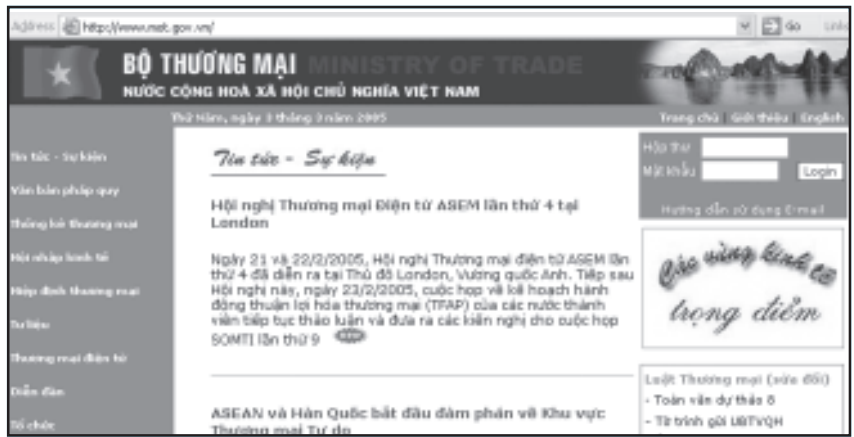 Address http://www.mot.gov.vn/
Go Links
BỘ THƯƠNG MẠI MINISTRY OF TRADE
NƯỚC CỘNG HOÀ XÃ HỘI CHỦ NGHĨA VIỆT NAM
Thứ Năm, ngày 3 tháng 3 năm 2005
Trang chủ | Giới thiệu | English
Tin tức - Sự kiện
Văn bản pháp quy
Thống kê thương mại
Hội nhập kinh tế
Hiệp định thương mại
Tư liệu
Thương mại điện tử
Diễn đàn
Tổ chức
Tin tức - Sự kiện
Hội nghị Thương mại Điện tử ASEM lần thứ 4 tại
London
Ngày 21 và 22/2/2005, Hội nghị Thương mại điện tử ASEM lần
thứ 4 đã diễn ra tại Thủ đô London, Vương quốc Anh. Tiếp sau
Hội nghị này, ngày 23/2/2005, cuộc họp về kế hoạch hành
động thuận lợi hóa thương mại (TFAP) của các nước thành
viên tiếp tục thảo luận và đưa ra các kiến nghị cho cuộc họp
SOMTI lần thứ 9
ASEAN và Hàn Quốc bắt đầu đàm phán về Khu vực
Thương mại Tự do
Hộp thư
Mật khẩu Login
Hướng dẫn sử dụng E-mail
Các vùng kinh tế
trọng điểm
Luật Thương mại (sửa đổi)
- Toàn văn dự thảo 8
- Tờ trình gửi UBTVQH